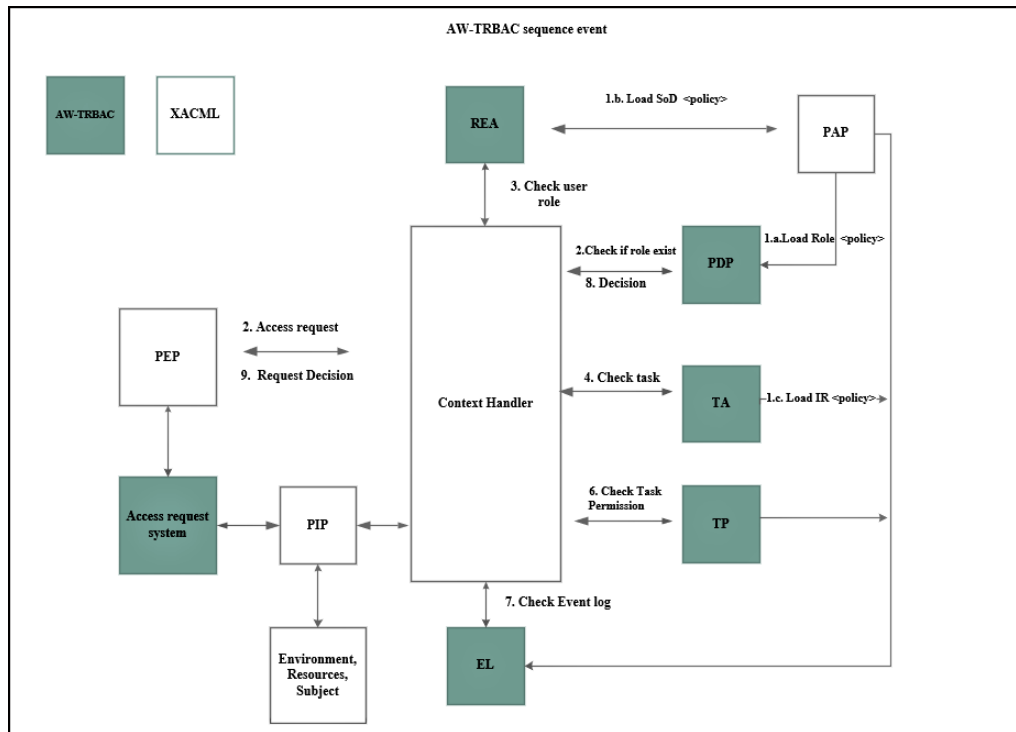 AW-TRBAC sequence event
AW-TRBAC
XACML
REA
1.b. Load SoD <policy>
PAP
3. Check user
role
2.Check if role exist
8. Decision
PDP
1.a.Load Role <policy>
PEP
2. Access request
9. Request Decision
Context Handler
4. Check task
TA
1.c. Load IR <policy>
Access request
system
PIP
6. Check Task
Permission
TP
7. Check Event log
Environment,
Resources,
Subject
EL